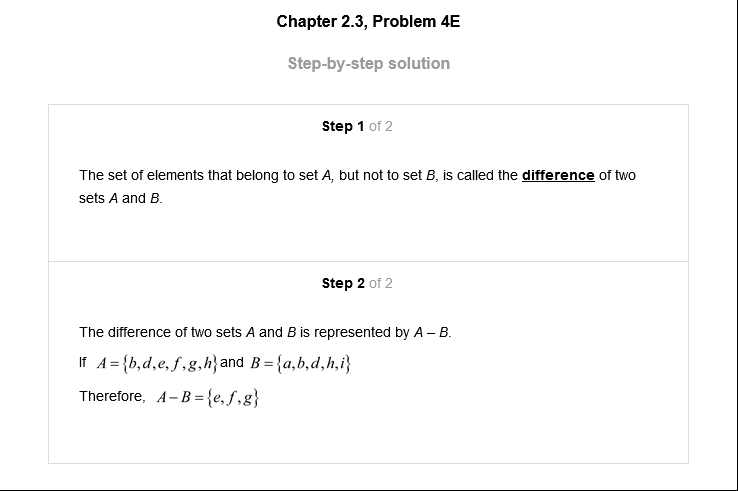 Chapter 2.3, Problem 4E
Step-by-step solution
Step 1 of 2
The set of elements that belong to set A, but not to set B, is called the difference of two
sets A and B.
Step 2 of 2
The difference of two sets A and B is represented by A – B.
If A = {b,d,e,f,g,h} and B = {a,b,d,h,i}
Therefore, A – B = {e,f,g}